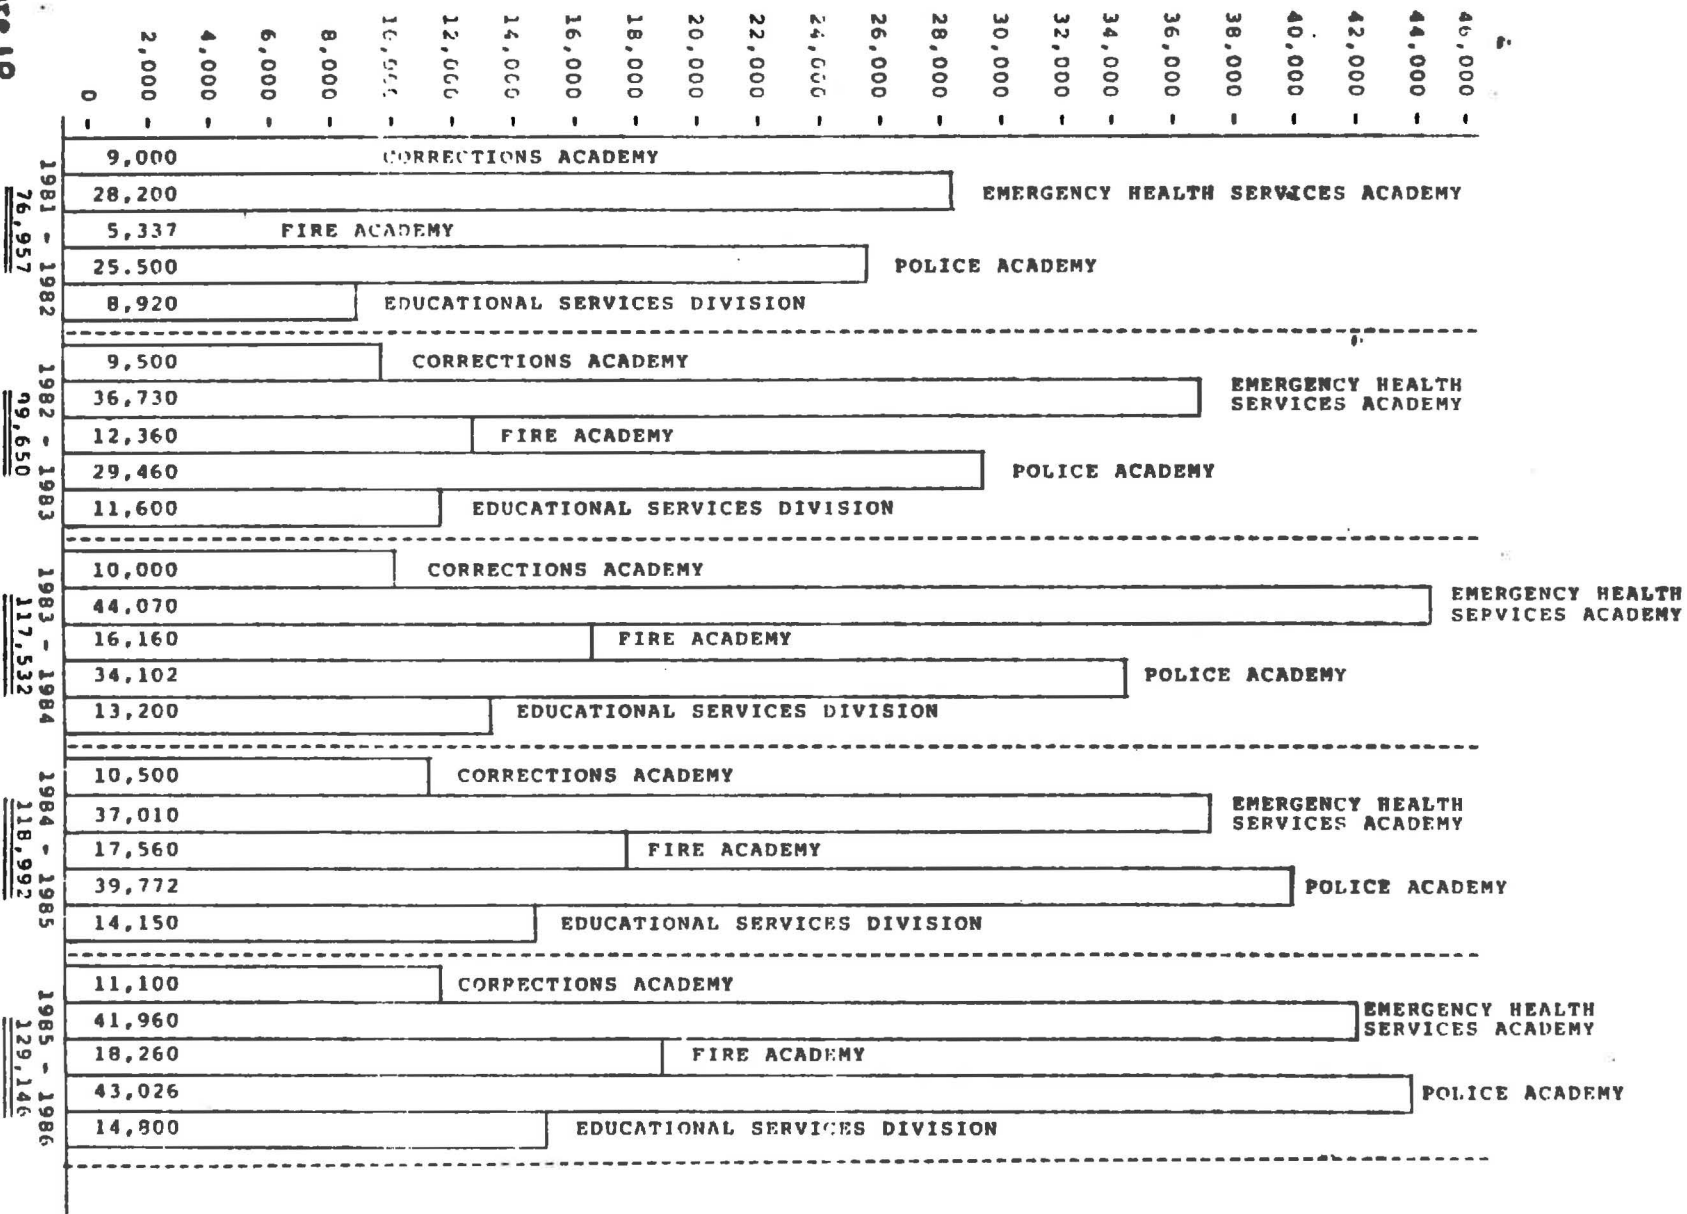 0
2,000
4,000
6,000
8,000
10,000
12,000
14,000
16,000
18,000
20,000
22,000
24,000
26,000
28,000
30,000
32,000
34,000
36,000
38,000
40,000
42,000
44,000
46,000
1981 - 1982
76,957
9,000 CORRECTIONS ACADEMY
28,200 EMERGENCY HEALTH SERVICES ACADEMY
5,337 FIRE ACADEMY
25.500 POLICE ACADEMY
8,920 EDUCATIONAL SERVICES DIVISION
1982 - 1983
99,650
9,500 CORRECTIONS ACADEMY
36,730 EMERGENCY HEALTH
SERVICES ACADEMY
12,360 FIRE ACADEMY
29,460 POLICE ACADEMY
11,600 EDUCATIONAL SERVICES DIVISION
1983 - 1984
117,532
10,000 CORRECTIONS ACADEMY
44,070 EMERGENCY HEALTH
SERVICES ACADEMY
16,160 FIRE ACADEMY
34,102 POLICE ACADEMY
13,200 EDUCATIONAL SERVICES DIVISION
1984 - 1985
118,992
10,500 CORRECTIONS ACADEMY
37,010 EMERGENCY HEALTH
SERVICES ACADEMY
17,560 FIRE ACADEMY
39,772 POLICE ACADEMY
14,150 EDUCATIONAL SERVICES DIVISION
1985 - 1986
129,146
11,100 CORRECTIONS ACADEMY
41,960 EMERGENCY HEALTH
SERVICES ACADEMY
18,260 FIRE ACADEMY
43,026 POLICE ACADEMY
14,800 EDUCATIONAL SERVICES DIVISION